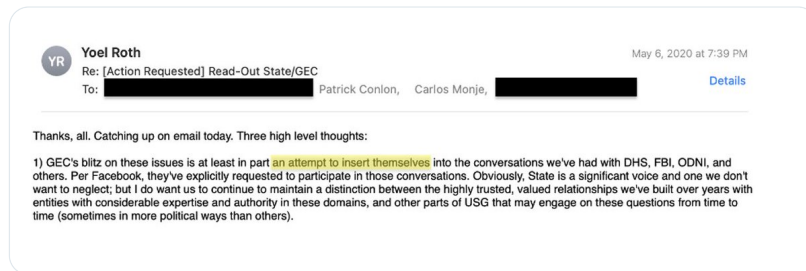 YR
Yoel Roth
May 6, 2020 at 7:39 PM
Re: [Action Requested] Read-Out State/GEC
To: Patrick Conlon, Carlos Monje,
Details
Thanks, all. Catching up on email today. Three high level thoughts:
1) GEC's blitz on these issues is at least in part an attempt to insert themselves into the conversations we've had with DHS, FBI, ODNI, and
others. Per Facebook, they've explicitly requested to participate in those conversations. Obviously, State is a significant voice and one we don't
want to neglect; but I do want us to continue to maintain a distinction between the highly trusted, valued relationships we've built over years with
entities with considerable expertise and authority in these domains, and other parts of USG that may engage on these questions from time to
time (sometimes in more political ways than others).